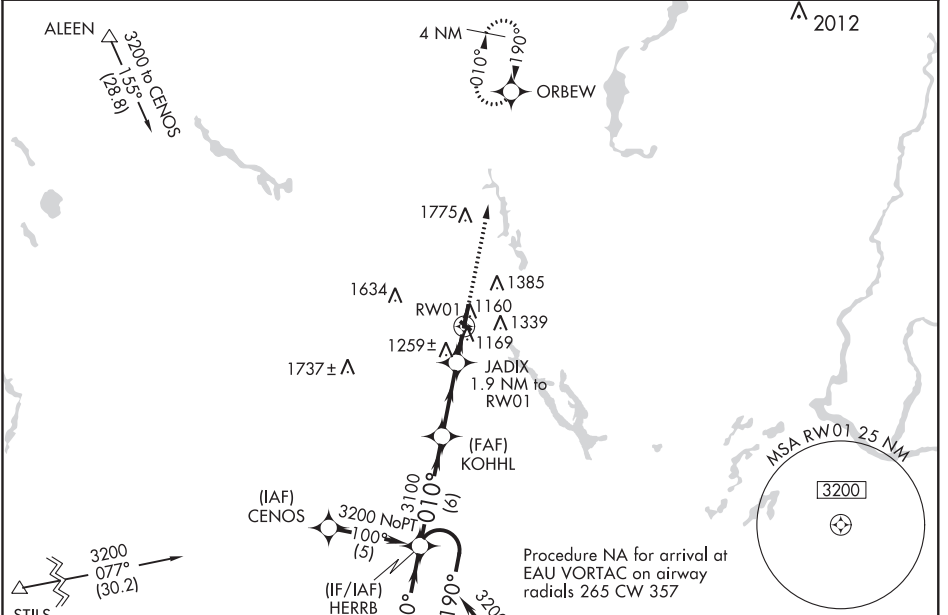 ALEEN
3200 to CENOS
155°
(28.8)
4 NM
010°
190°
ORBEW
2012
1775
1634
1385
RW01
1160
1339
1259±
1169
1737±
JADIX
1.9 NM to
RW01
(FAF)
KOHHL
MSA RW01 25 NM
3200
(IAF)
CENOS
3200 NoPT
100°
(5)
3100
010°
(6)
3200
077°
(30.2)
(IF/IAF)
HERRB
190°
Procedure NA for arrival at
EAU VORTAC on airway
radials 265 CW 357